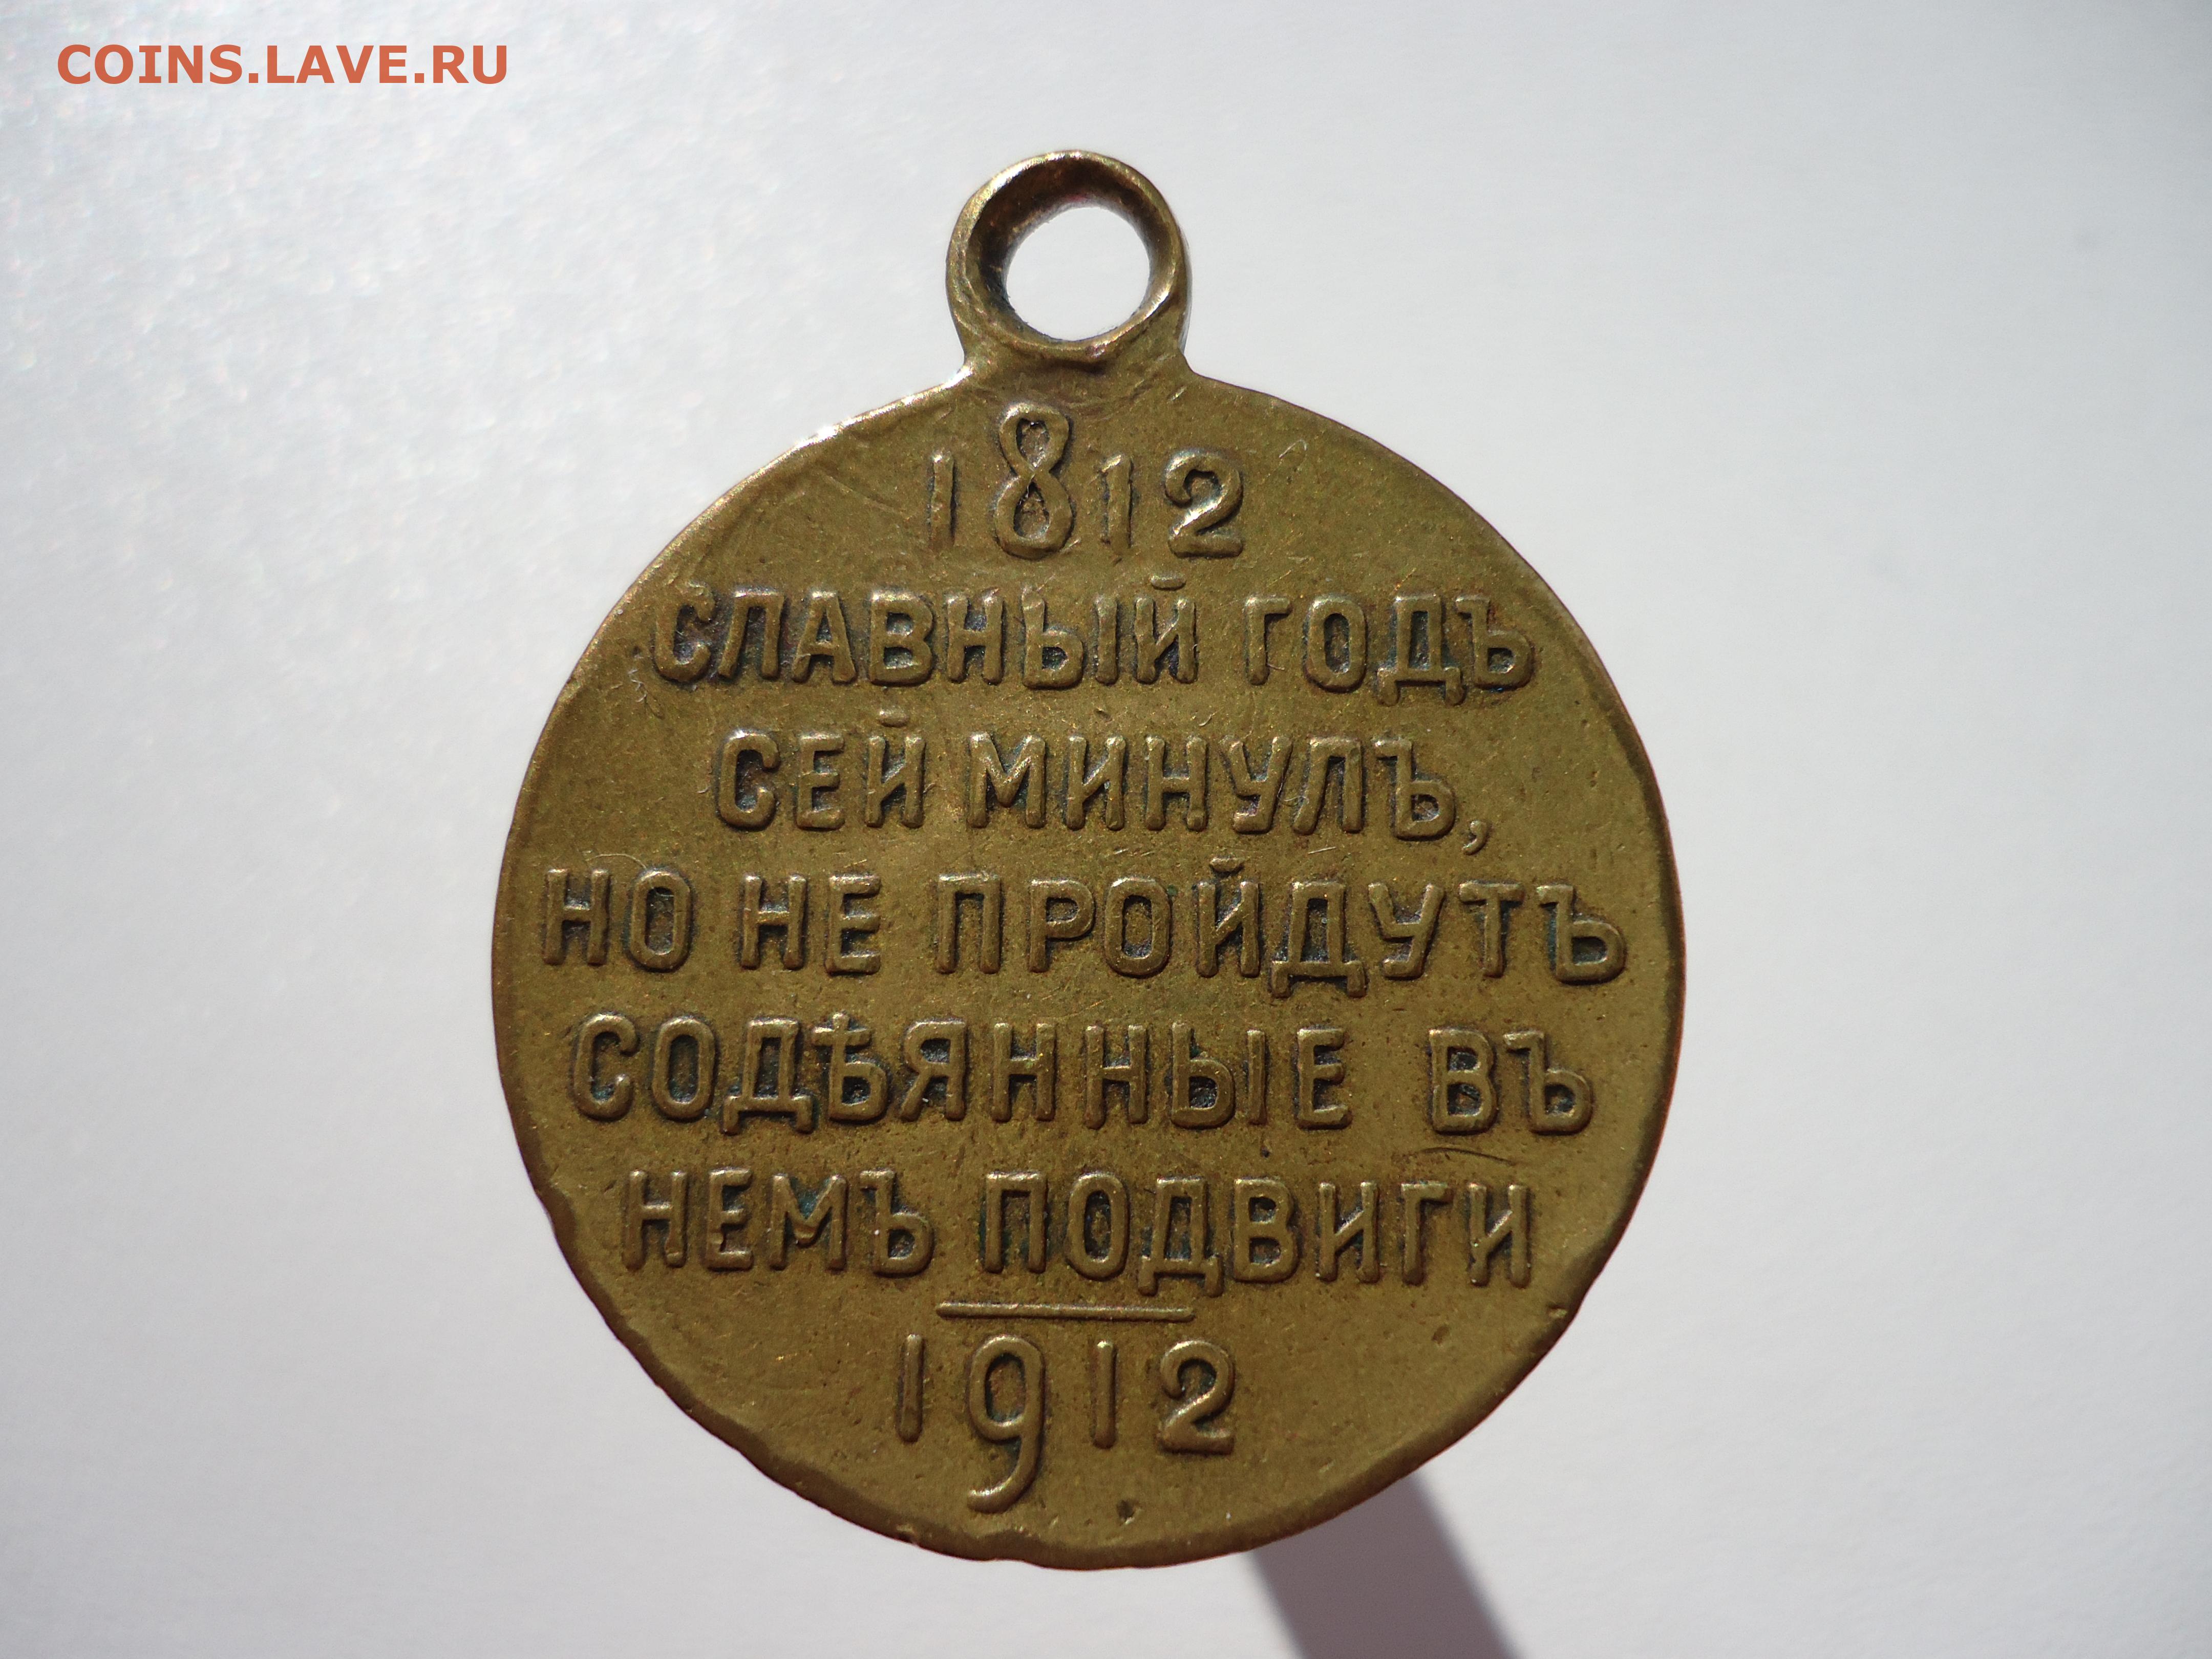 COINS.LAVE.RU
1812
СЛАВНЫЙ ГОДЪ
СЕЙ МИНУЛЪ,
НО НЕ ПРОЙДУТЪ
СОДѢЯННЫЕ ВЪ
НЕМЪ ПОДВИГИ
1912